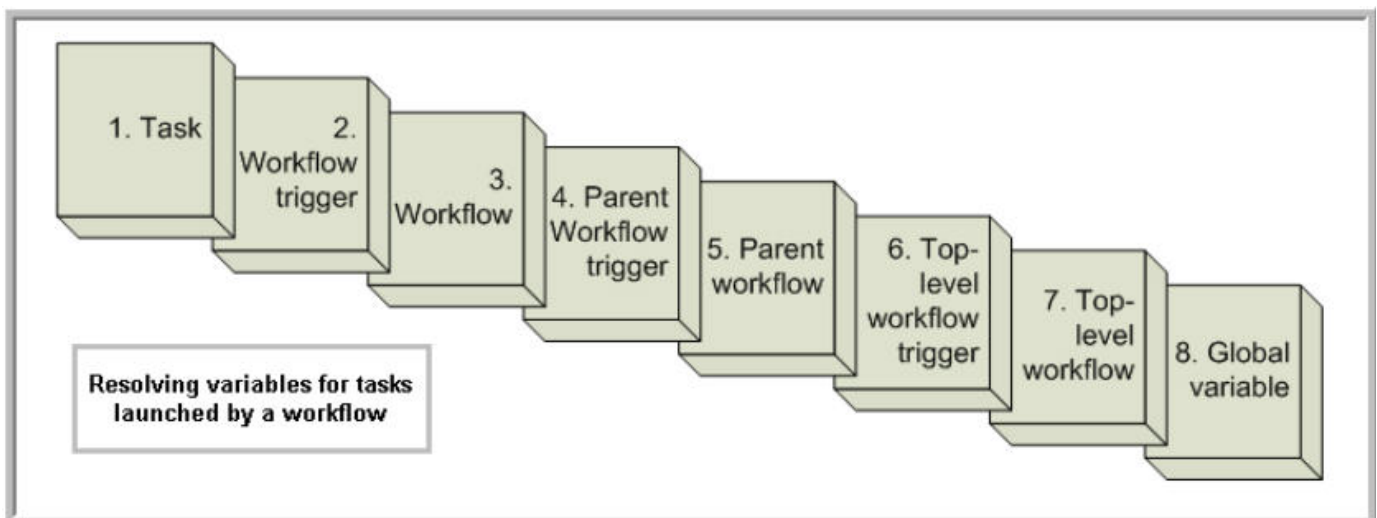 1. Task
2.
Workflow
trigger
3.
Workflow
4. Parent
Workflow
trigger
5. Parent
workflow
6. Top-
level
workflow
trigger
7. Top-
level
workflow
8. Global
variable
Resolving variables for tasks
launched by a workflow